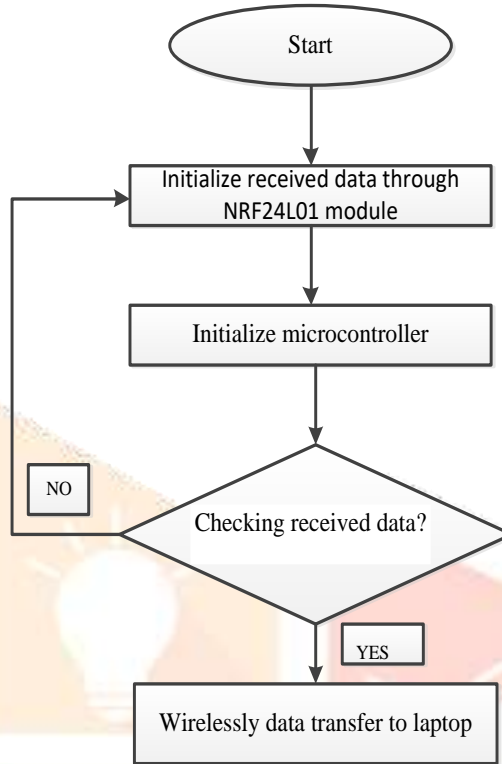 Start
Initialize received data through
NRF24L01 module
Initialize microcontroller
NO
Checking received data?
YES
Wirelessly data transfer to laptop